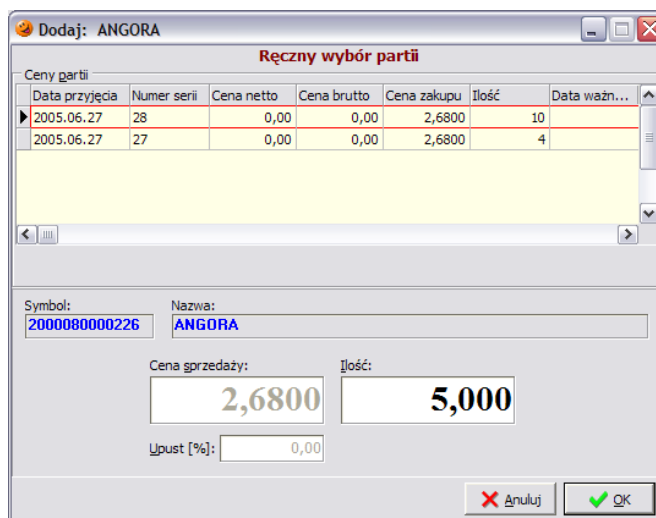 Dodaj: ANGORA
Ręczny wybór partii
Ceny partii
Data przyjęcia Numer serii Cena netto Cena brutto Cena zakupu Ilość Data ważn...
2005.06.27 28 0,00 0,00 2,6800 10
2005.06.27 27 0,00 0,00 2,6800 4
Symbol: Nazwa:
2000080000226 ANGORA
Cena sprzedaży: Ilość:
2,6800 5,000
Upust [%]: 0,00
Anuluj OK